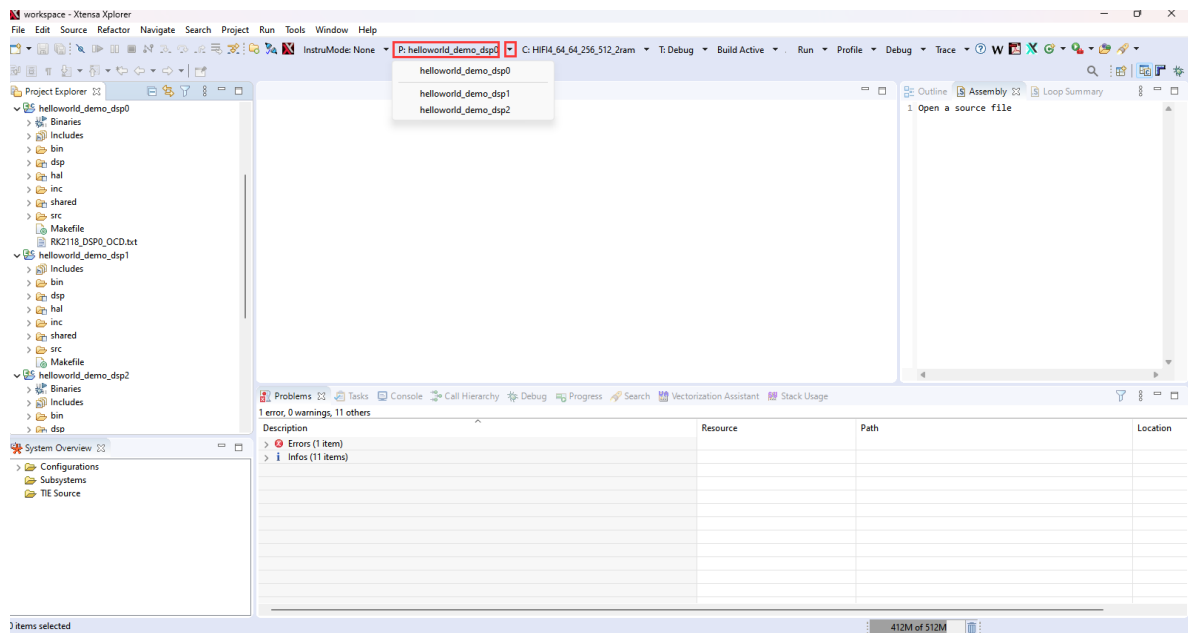 workspace - Xtensa Xplorer
File Edit Source Refactor Navigate Search Project Run Tools Window Help
InstruMode: None P: helloworld_demo_dsp0 C: HIFI4_64_64_256_512_2ram T: Debug Build Active Run Profile Debug Trace
helloworld_demo_dsp0
helloworld_demo_dsp1
helloworld_demo_dsp2
Project Explorer
helloworld_demo_dsp0
Binaries
Includes
bin
dsp
hal
inc
shared
src
Makefile
RK2118_DSP0_OCD.txt
helloworld_demo_dsp1
Includes
bin
dsp
hal
inc
shared
src
Makefile
helloworld_demo_dsp2
Binaries
Includes
bin
dsp
System Overview
Configurations
Subsystems
TIE Source
Outline Assembly Loop Summary
1 Open a source file
Problems Tasks Console Call Hierarchy Debug Progress Search Vectorization Assistant Stack Usage
1 error, 0 warnings, 11 others
Description Resource Path Location
Errors (1 item)
Infos (11 items)
items selected
412M of 512M